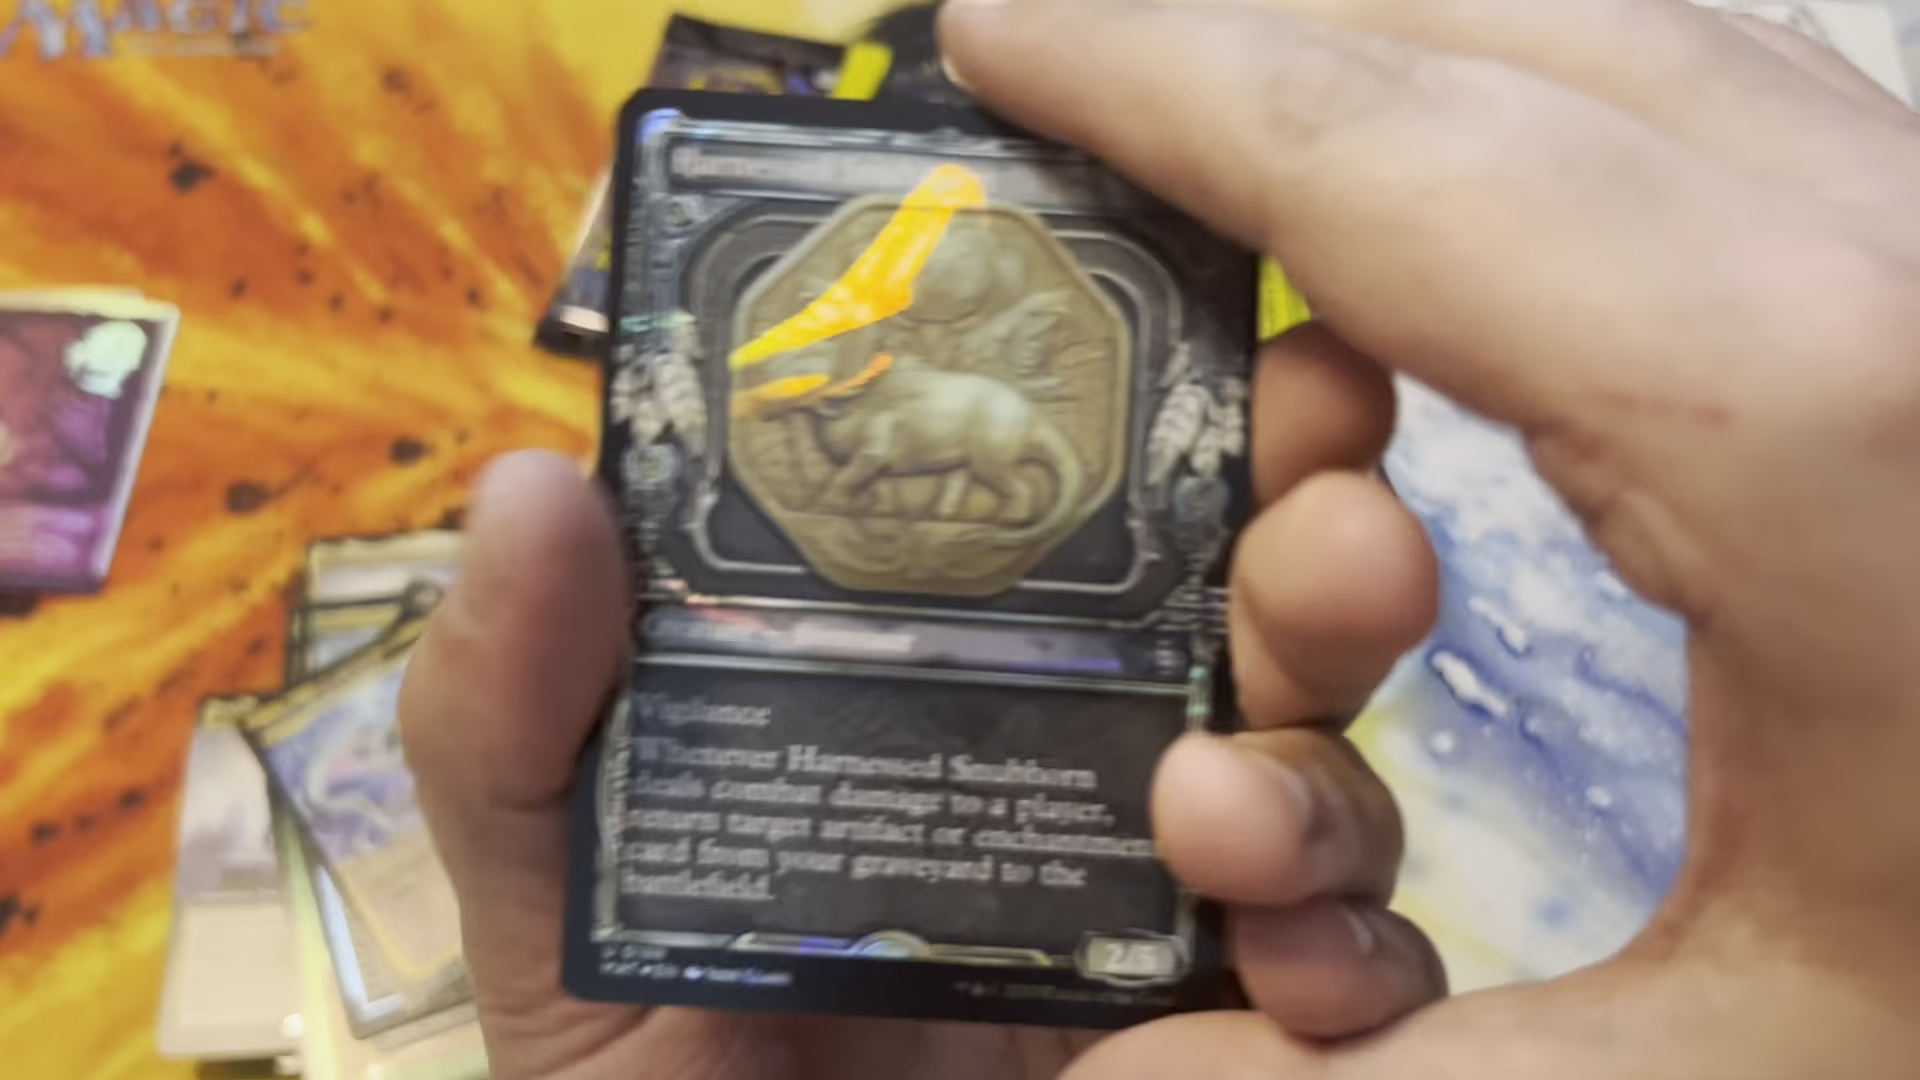 MAGIC
Harnessed
Vigilance
Whenever Harnessed Snubhorn
deals combat damage to a player,
return target artifact or enchantment
card from your graveyard to the
battlefield.
2/5